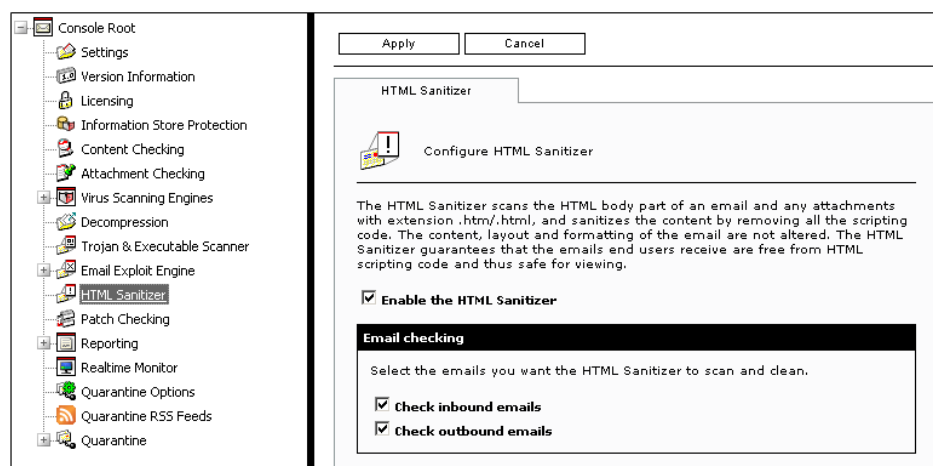 Console Root
Settings
Version Information
Licensing
Information Store Protection
Content Checking
Attachment Checking
Virus Scanning Engines
Decompression
Trojan & Executable Scanner
Email Exploit Engine
HTML Sanitizer
Patch Checking
Reporting
Realtime Monitor
Quarantine Options
Quarantine RSS Feeds
Quarantine
Apply Cancel
HTML Sanitizer
Configure HTML Sanitizer
The HTML Sanitizer scans the HTML body part of an email and any attachments
with extension .htm/.html, and sanitizes the content by removing all the scripting
code. The content, layout and formatting of the email are not altered. The HTML
Sanitizer guarantees that the emails end users receive are free from HTML
scripting code and thus safe for viewing.
Enable the HTML Sanitizer
Email checking
Select the emails you want the HTML Sanitizer to scan and clean.
Check inbound emails
Check outbound emails